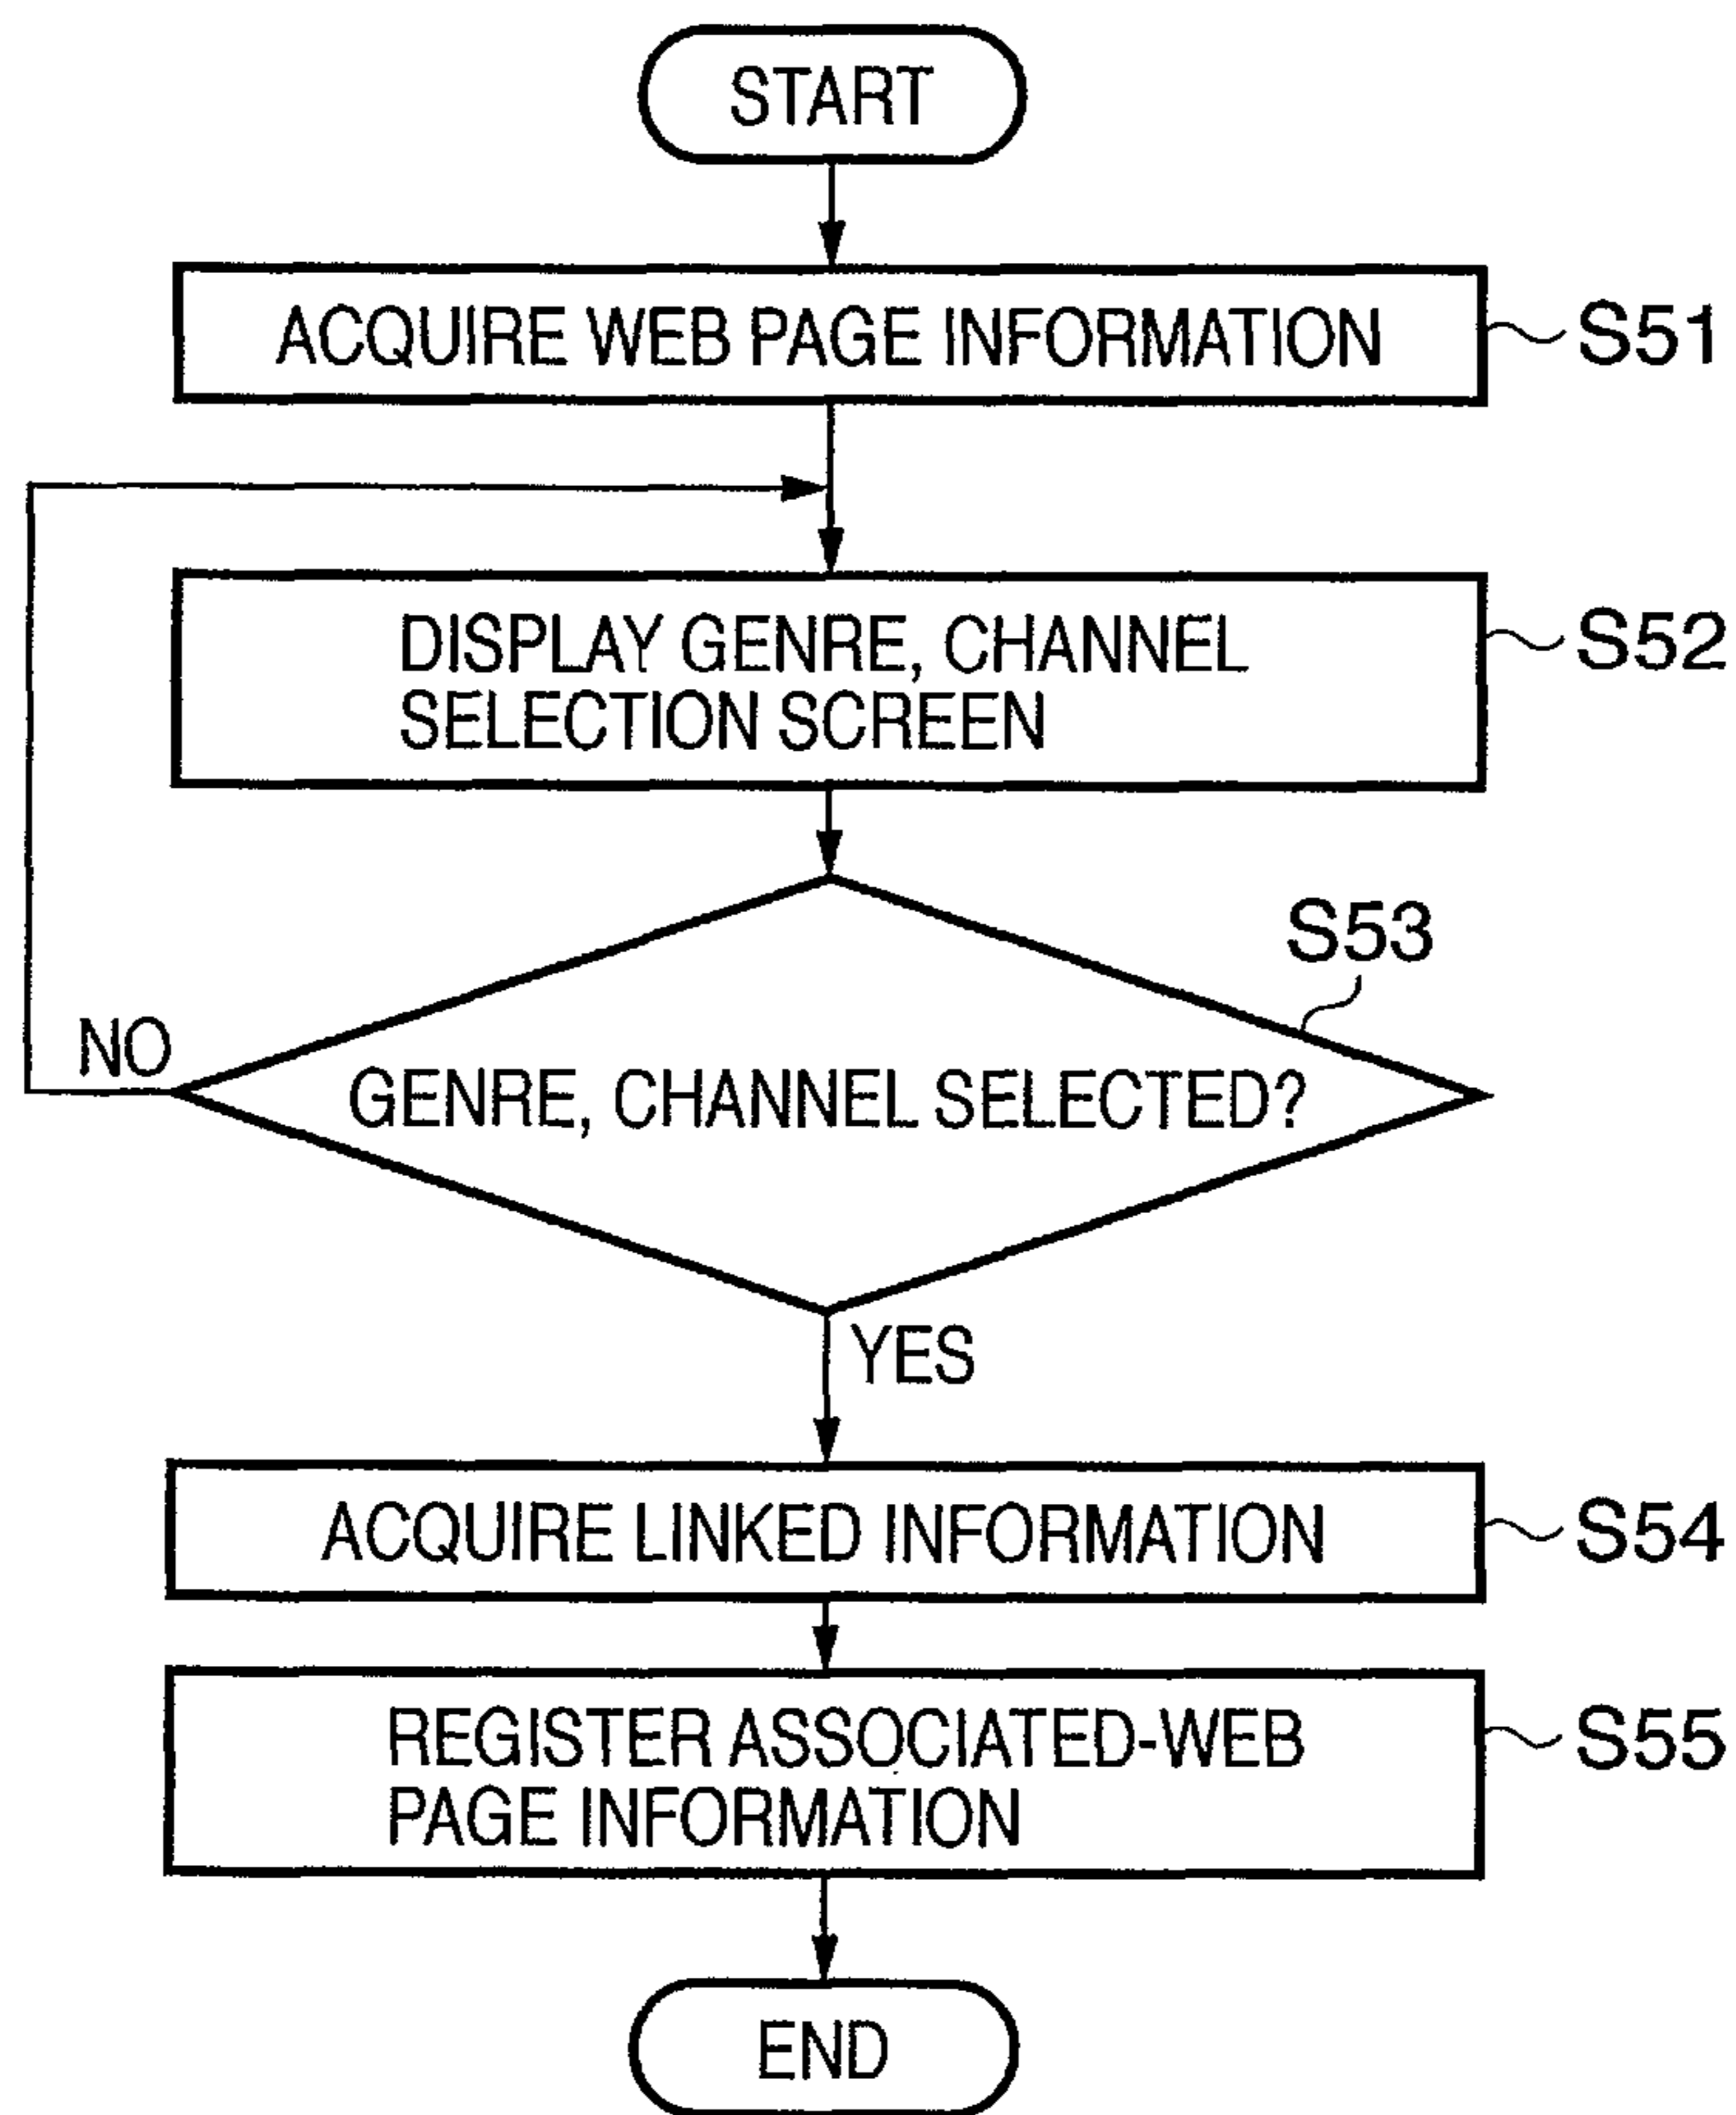 START
ACQUIRE WEB PAGE INFORMATION
S51
DISPLAY GENRE, CHANNEL
SELECTION SCREEN
S52
S53
NO
GENRE, CHANNEL SELECTED?
YES
ACQUIRE LINKED INFORMATION
S54
REGISTER ASSOCIATED-WEB
PAGE INFORMATION
S55
END